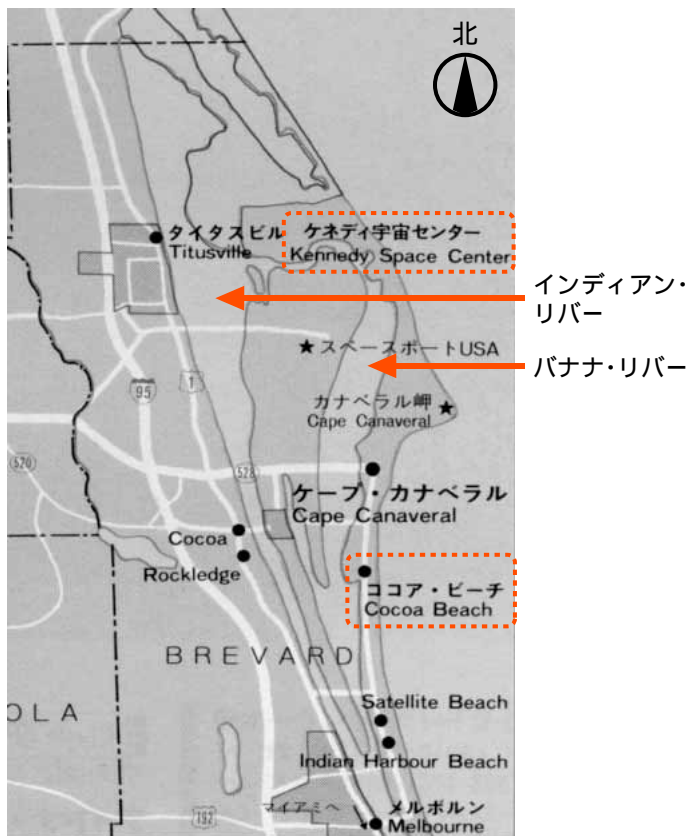 北
タイタスビル
Titusville
ケネディ宇宙センター
Kennedy Space Center
インディアン・
リバー
★スペースポートUSA
バナナ・リバー
95
1
カナベラル岬
Cape Canaveral
520
528
ケープ・カナベラル
Cape Canaveral
Cocoa
Rockledge
ココア・ビーチ
Cocoa Beach
BREVARD
OLA
Satellite Beach
Indian Harbour Beach
192
マイアミへ
メルボルン
Melbourne